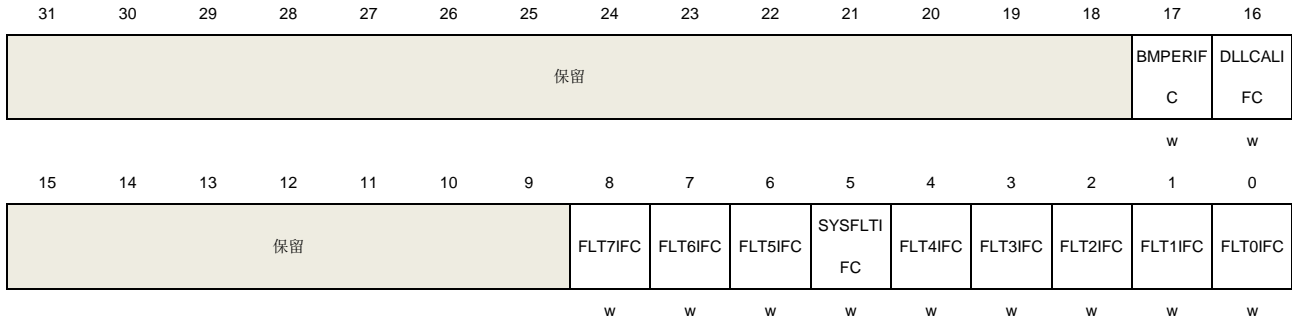 31 30 29 28 27 26 25 24 23 22 21 20 19 18 17 16
保留 BMPERIF DLLCALI
C FC
w w
15 14 13 12 11 10 9 8 7 6 5 4 3 2 1 0
保留 FLT7IFC FLT6IFC FLT5IFC SYSFLTI FLT4IFC FLT3IFC FLT2IFC FLT1IFC FLT0IFC
FC
w w w w w w w w w